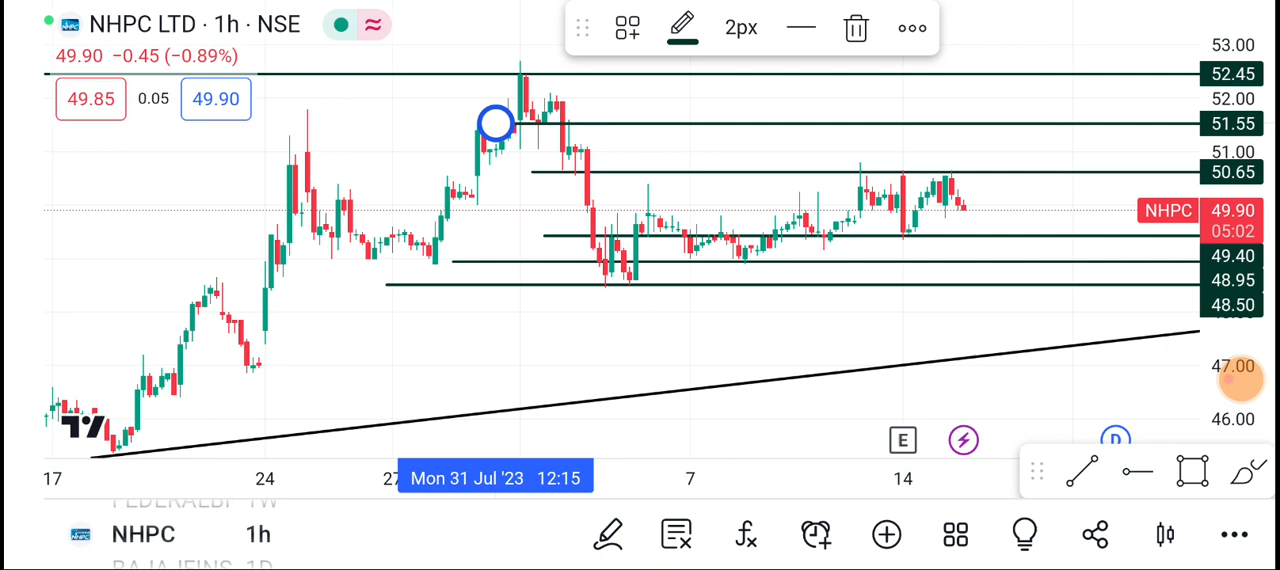 NHPC LTD · 1h · NSE
2px
49.90 −0.45 (−0.89%)
49.85 0.05 49.90
53.00
52.45
52.00
51.55
51.00
50.65
NHPC 49.90
05:02
49.40
48.95
48.50
47.00
46.00
E D
17 24 27 Mon 31 Jul '23 12:15 7 14
NHPC 1h